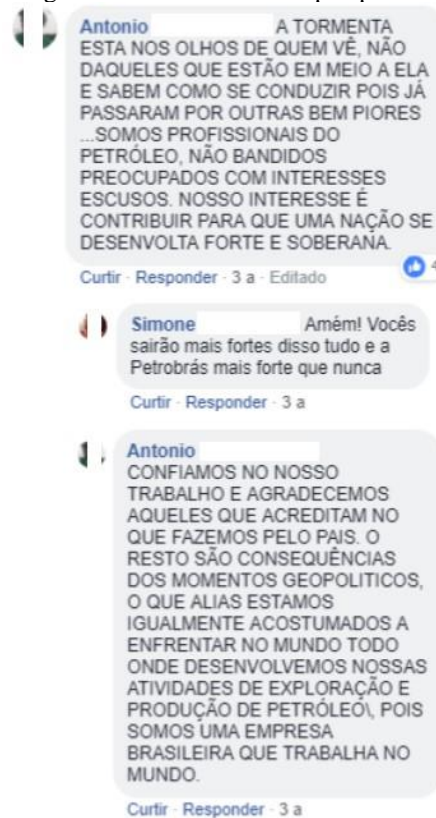 Antonio A TORMENTA
ESTA NOS OLHOS DE QUEM VÊ, NÃO
DAQUELES QUE ESTÃO EM MEIO A ELA
E SABEM COMO SE CONDUZIR POIS JÁ
PASSARAM POR OUTRAS BEM PIORES
...SOMOS PROFISSIONAIS DO
PETRÓLEO, NÃO BANDIDOS
PREOCUPADOS COM INTERESSES
ESCUSOS. NOSSO INTERESSE É
CONTRIBUIR PARA QUE UMA NAÇÃO SE
DESENVOLTA FORTE E SOBERANA.
4
Curtir · Responder · 3 a · Editado
Simone Amém! Vocês
sairão mais fortes disso tudo e a
Petrobrás mais forte que nunca
Curtir · Responder · 3 a
Antonio
CONFIAMOS NO NOSSO
TRABALHO E AGRADECEMOS
AQUELES QUE ACREDITAM NO
QUE FAZEMOS PELO PAIS. O
RESTO SÃO CONSEQUÊNCIAS
DOS MOMENTOS GEOPOLITICOS,
O QUE ALIAS ESTAMOS
IGUALMENTE ACOSTUMADOS A
ENFRENTAR NO MUNDO TODO
ONDE DESENVOLVEMOS NOSSAS
ATIVIDADES DE EXPLORAÇÃO E
PRODUÇÃO DE PETRÓLEO\, POIS
SOMOS UMA EMPRESA
BRASILEIRA QUE TRABALHA NO
MUNDO.
Curtir · Responder · 3 a